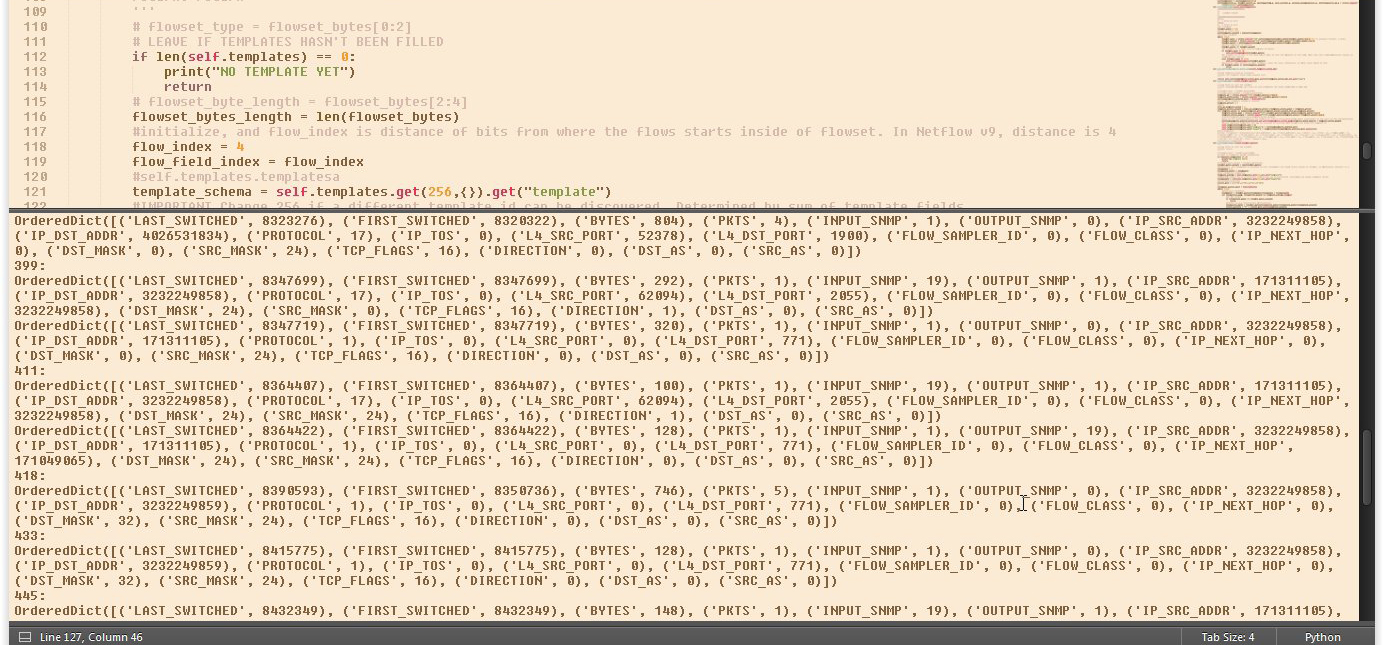 109 '''
110 # flowset_type = flowset_bytes[0:2]
111 # LEAVE IF TEMPLATES HASN'T BEEN FILLED
112 if len(self.templates) == 0:
113 print("NO TEMPLATE YET")
114 return
115 # flowset_byte_length = flowset_bytes[2:4]
116 flowset_bytes_length = len(flowset_bytes)
117 #initialize, and flow_index is distance of bits from where the flows starts inside of flowset. In Netflow v9, distance is 4
118 flow_index = 4
119 flow_field_index = flow_index
120 #self.templates.templatesa
121 template_schema = self.templates.get(256,{}).get("template")
122 #IMPORTANT Change 256 if a different template id can be discovered. Determined by sum of template fields
OrderedDict([('LAST_SWITCHED', 8323276), ('FIRST_SWITCHED', 8320322), ('BYTES', 804), ('PKTS', 4), ('INPUT_SNMP', 1), ('OUTPUT_SNMP', 0), ('IP_SRC_ADDR', 3232249858),
('IP_DST_ADDR', 4026531834), ('PROTOCOL', 17), ('IP_TOS', 0), ('L4_SRC_PORT', 52378), ('L4_DST_PORT', 1900), ('FLOW_SAMPLER_ID', 0), ('FLOW_CLASS', 0), ('IP_NEXT_HOP',
0), ('DST_MASK', 0), ('SRC_MASK', 24), ('TCP_FLAGS', 16), ('DIRECTION', 0), ('DST_AS', 0), ('SRC_AS', 0)])
399:
OrderedDict([('LAST_SWITCHED', 8347699), ('FIRST_SWITCHED', 8347699), ('BYTES', 292), ('PKTS', 1), ('INPUT_SNMP', 19), ('OUTPUT_SNMP', 1), ('IP_SRC_ADDR', 171311105),
('IP_DST_ADDR', 3232249858), ('PROTOCOL', 17), ('IP_TOS', 0), ('L4_SRC_PORT', 62094), ('L4_DST_PORT', 2055), ('FLOW_SAMPLER_ID', 0), ('FLOW_CLASS', 0), ('IP_NEXT_HOP',
3232249858), ('DST_MASK', 24), ('SRC_MASK', 0), ('TCP_FLAGS', 16), ('DIRECTION', 1), ('DST_AS', 0), ('SRC_AS', 0)])
OrderedDict([('LAST_SWITCHED', 8347719), ('FIRST_SWITCHED', 8347719), ('BYTES', 320), ('PKTS', 1), ('INPUT_SNMP', 1), ('OUTPUT_SNMP', 0), ('IP_SRC_ADDR', 3232249858),
('IP_DST_ADDR', 171311105), ('PROTOCOL', 1), ('IP_TOS', 0), ('L4_SRC_PORT', 0), ('L4_DST_PORT', 771), ('FLOW_SAMPLER_ID', 0), ('FLOW_CLASS', 0), ('IP_NEXT_HOP', 0),
('DST_MASK', 0), ('SRC_MASK', 24), ('TCP_FLAGS', 16), ('DIRECTION', 0), ('DST_AS', 0), ('SRC_AS', 0)])
411:
OrderedDict([('LAST_SWITCHED', 8364407), ('FIRST_SWITCHED', 8364407), ('BYTES', 100), ('PKTS', 1), ('INPUT_SNMP', 19), ('OUTPUT_SNMP', 1), ('IP_SRC_ADDR', 171311105),
('IP_DST_ADDR', 3232249858), ('PROTOCOL', 17), ('IP_TOS', 0), ('L4_SRC_PORT', 62094), ('L4_DST_PORT', 2055), ('FLOW_SAMPLER_ID', 0), ('FLOW_CLASS', 0), ('IP_NEXT_HOP',
3232249858), ('DST_MASK', 24), ('SRC_MASK', 24), ('TCP_FLAGS', 16), ('DIRECTION', 1), ('DST_AS', 0), ('SRC_AS', 0)])
OrderedDict([('LAST_SWITCHED', 8364422), ('FIRST_SWITCHED', 8364422), ('BYTES', 128), ('PKTS', 1), ('INPUT_SNMP', 1), ('OUTPUT_SNMP', 19), ('IP_SRC_ADDR', 3232249858),
('IP_DST_ADDR', 171311105), ('PROTOCOL', 1), ('IP_TOS', 0), ('L4_SRC_PORT', 0), ('L4_DST_PORT', 771), ('FLOW_SAMPLER_ID', 0), ('FLOW_CLASS', 0), ('IP_NEXT_HOP',
171049065), ('DST_MASK', 24), ('SRC_MASK', 24), ('TCP_FLAGS', 16), ('DIRECTION', 0), ('DST_AS', 0), ('SRC_AS', 0)])
418:
OrderedDict([('LAST_SWITCHED', 8390593), ('FIRST_SWITCHED', 8350736), ('BYTES', 746), ('PKTS', 5), ('INPUT_SNMP', 1), ('OUTPUT_SNMP', 0), ('IP_SRC_ADDR', 3232249858),
('IP_DST_ADDR', 3232249859), ('PROTOCOL', 1), ('IP_TOS', 0), ('L4_SRC_PORT', 0), ('L4_DST_PORT', 771), ('FLOW_SAMPLER_ID', 0), ('FLOW_CLASS', 0), ('IP_NEXT_HOP', 0),
('DST_MASK', 32), ('SRC_MASK', 24), ('TCP_FLAGS', 16), ('DIRECTION', 0), ('DST_AS', 0), ('SRC_AS', 0)])
433:
OrderedDict([('LAST_SWITCHED', 8415775), ('FIRST_SWITCHED', 8415775), ('BYTES', 128), ('PKTS', 1), ('INPUT_SNMP', 1), ('OUTPUT_SNMP', 0), ('IP_SRC_ADDR', 3232249858),
('IP_DST_ADDR', 3232249859), ('PROTOCOL', 1), ('IP_TOS', 0), ('L4_SRC_PORT', 0), ('L4_DST_PORT', 771), ('FLOW_SAMPLER_ID', 0), ('FLOW_CLASS', 0), ('IP_NEXT_HOP', 0),
('DST_MASK', 32), ('SRC_MASK', 24), ('TCP_FLAGS', 16), ('DIRECTION', 0), ('DST_AS', 0), ('SRC_AS', 0)])
445:
OrderedDict([('LAST_SWITCHED', 8432349), ('FIRST_SWITCHED', 8432349), ('BYTES', 148), ('PKTS', 1), ('INPUT_SNMP', 19), ('OUTPUT_SNMP', 1), ('IP_SRC_ADDR', 171311105),
Line 127, Column 46
Tab Size: 4
Python